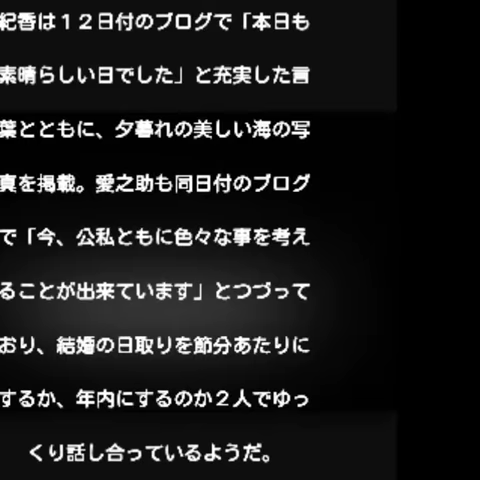 紀香は１２日付のブログで「本日も
素晴らしい日でした」と充実した言
葉とともに、夕暮れの美しい海の写
真を掲載。愛之助も同日付のブログ
で「今、公私ともに色々な事を考え
ることが出来ています」とつづって
おり、結婚の日取りを節分あたりに
するか、年内にするのか２人でゆっ
くり話し合っているようだ。